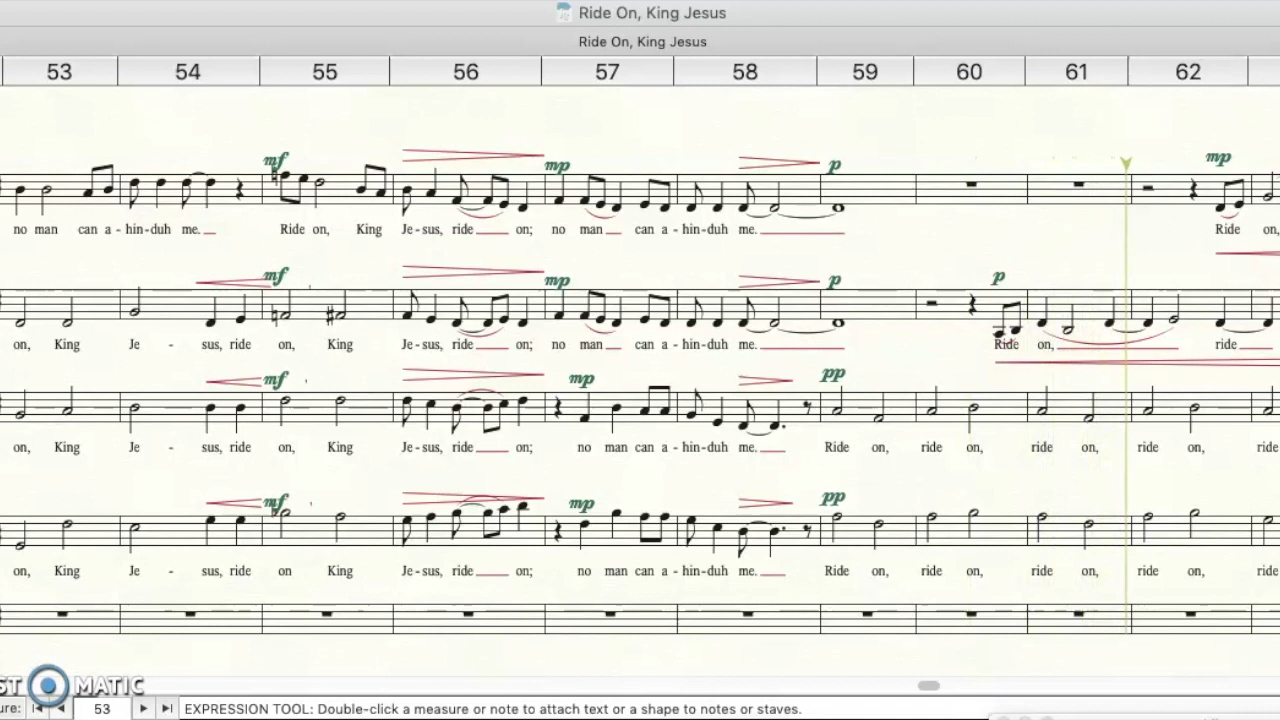 Ride On, King Jesus
Ride On, King Jesus
53 54 55 56 57 58 59 60 61 62
mf mp p mp
no man can a - hin-duh me. Ride on, King Je - sus, ride on; no man can a - hin-duh me. Ride on,
mf mp p p
on, King Je - sus, ride on, King Je - sus, ride on; no man can a - hin-duh me. Ride on, ride
mf mp pp
on, King Je - sus, ride on, King Je - sus, ride on; no man can a - hin-duh me. Ride on, ride on, ride on, ride on, ride
mf mp pp
on, King Je - sus, ride on King Je - sus, ride on; no man can a - hin-duh me. Ride on, ride on, ride on, ride on, ride
ST MATIC
ure: 53 EXPRESSION TOOL: Double-click a measure or note to attach text or a shape to notes or staves.